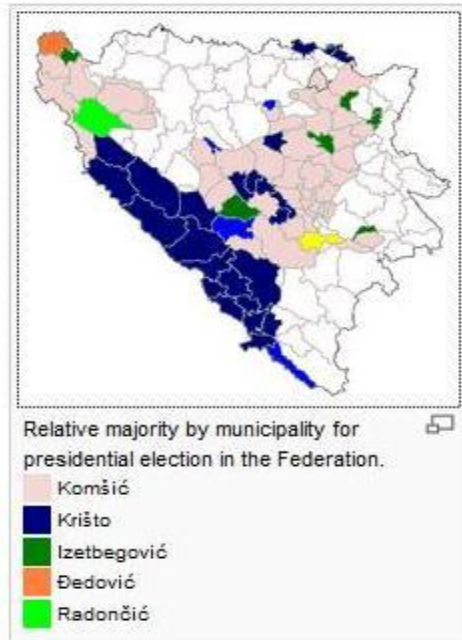 Relative majority by municipality for
presidential election in the Federation.
Komšić
Krišto
Izetbegović
Đedović
Radončić